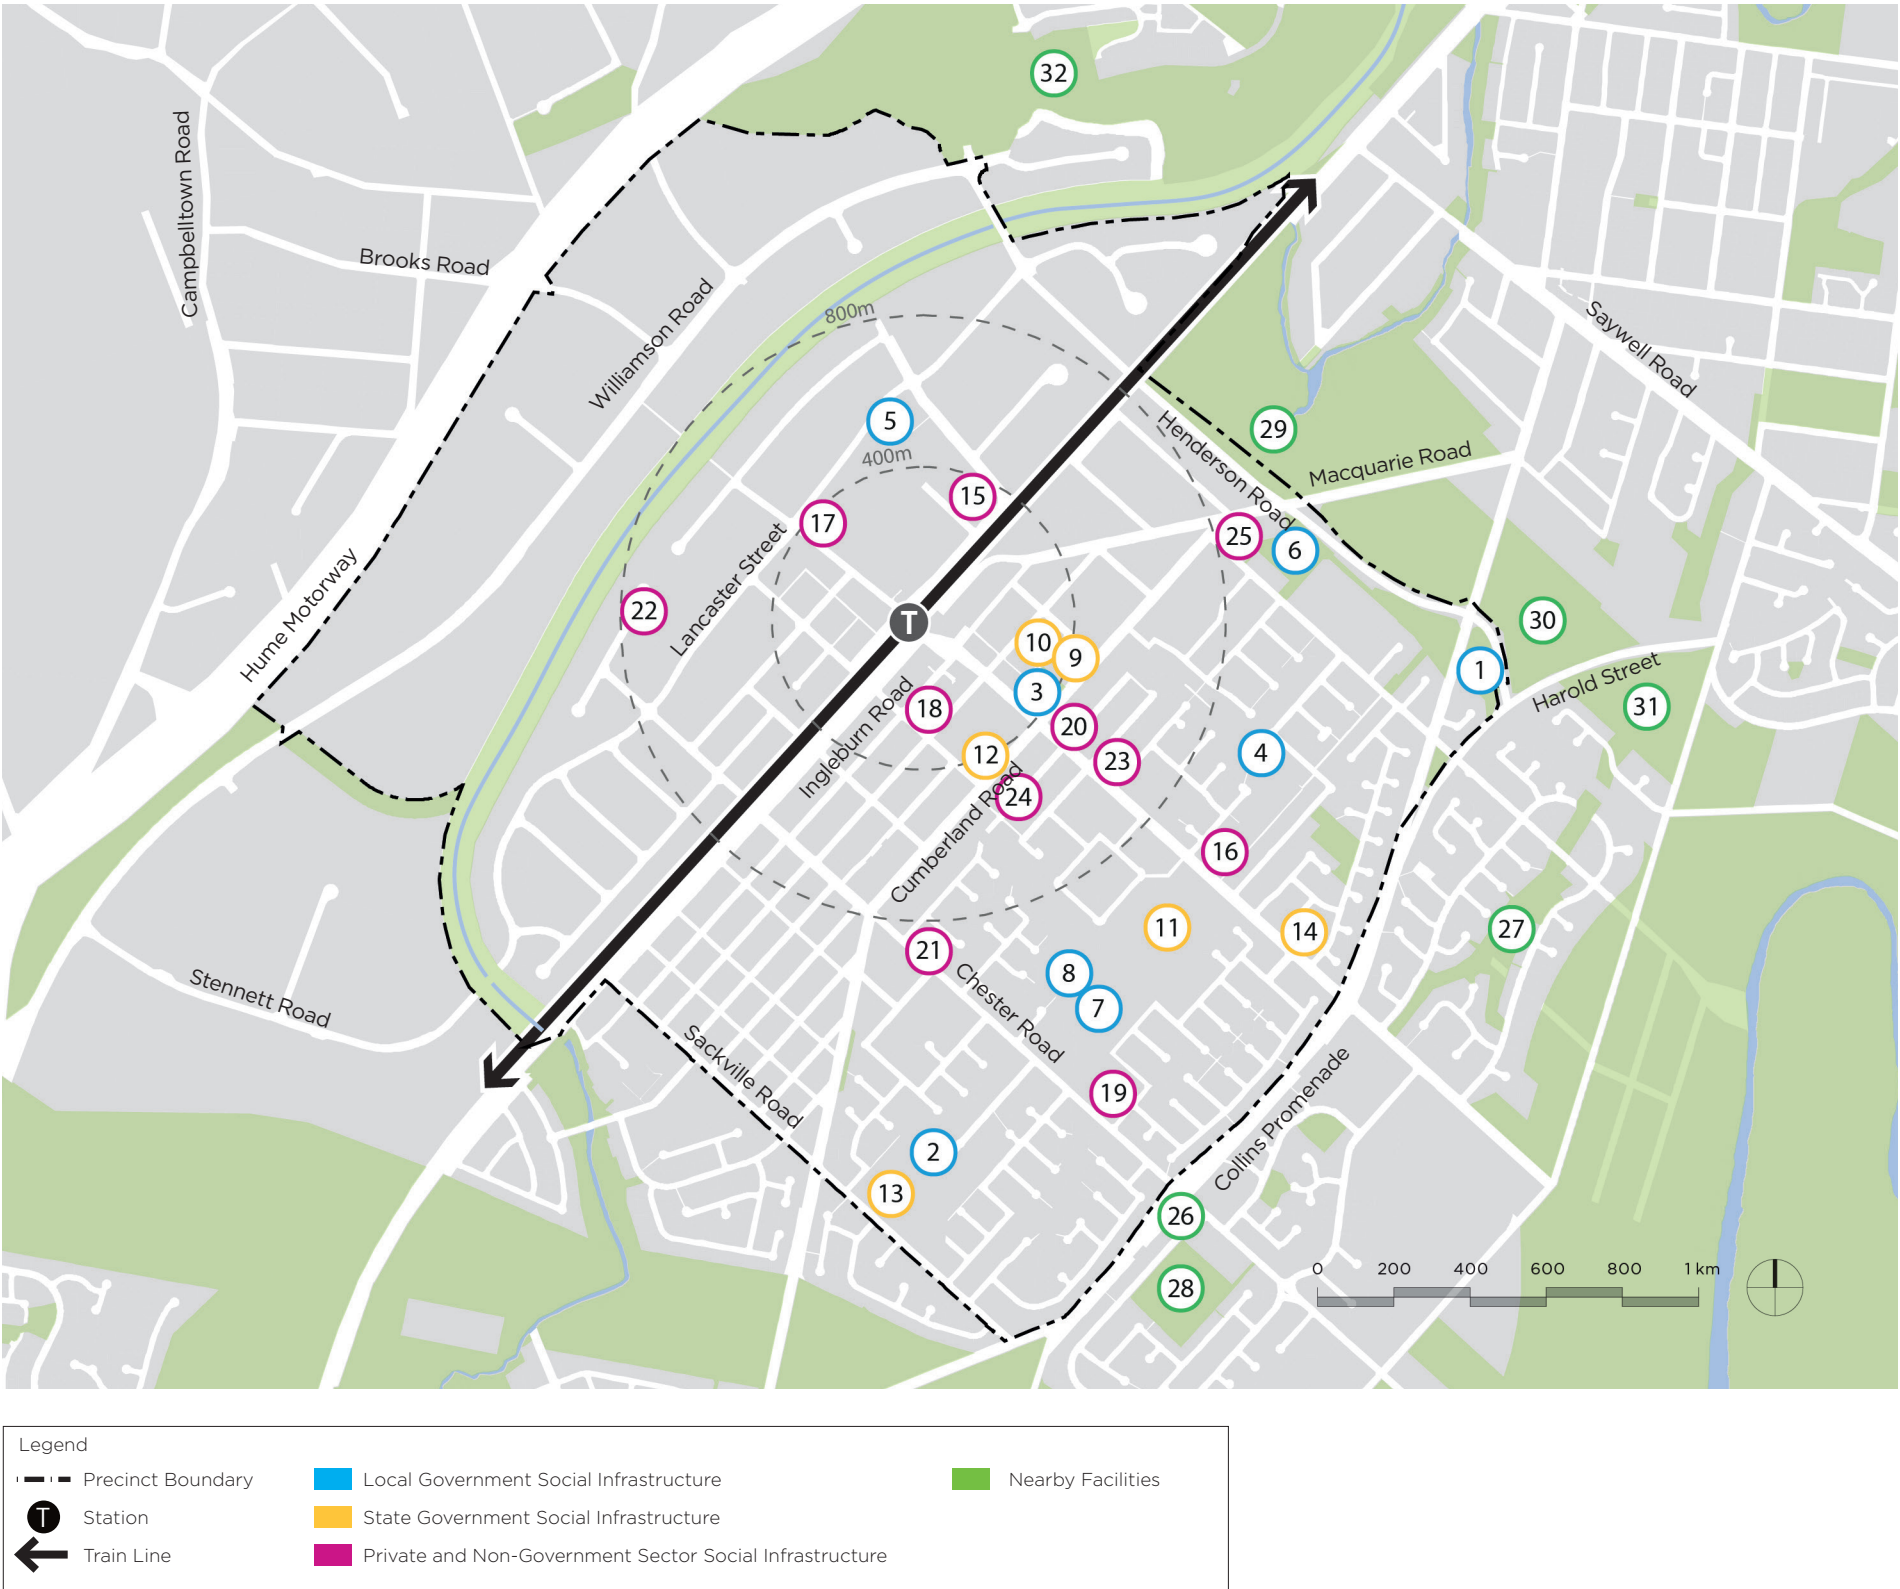 32
Campbelltown Road
Brooks Road
Williamson Road
800m
Saywell Road
5
400m
29
Henderson Road
Macquarie Road
15
17
25
6
Lancaster Street
Hume Motorway
22
T
10
9
30
1
3
Harold Street
31
Ingleburn Road
18
20
12
23
4
Cumberland Road
24
16
11
14
27
21
8
7
Chester Road
Stennett Road
Sackville Road
19
Collins Promenade
2
13
26
28
0 200 400 600 800 1 km
Legend
Precinct Boundary
T Station
Train Line
Local Government Social Infrastructure
State Government Social Infrastructure
Private and Non-Government Sector Social Infrastructure
Nearby Facilities